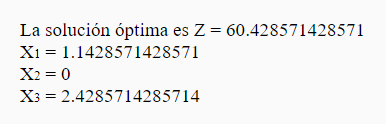 La solución óptima es Z = 60.428571428571
X1 = 1.1428571428571
X2 = 0
X3 = 2.4285714285714